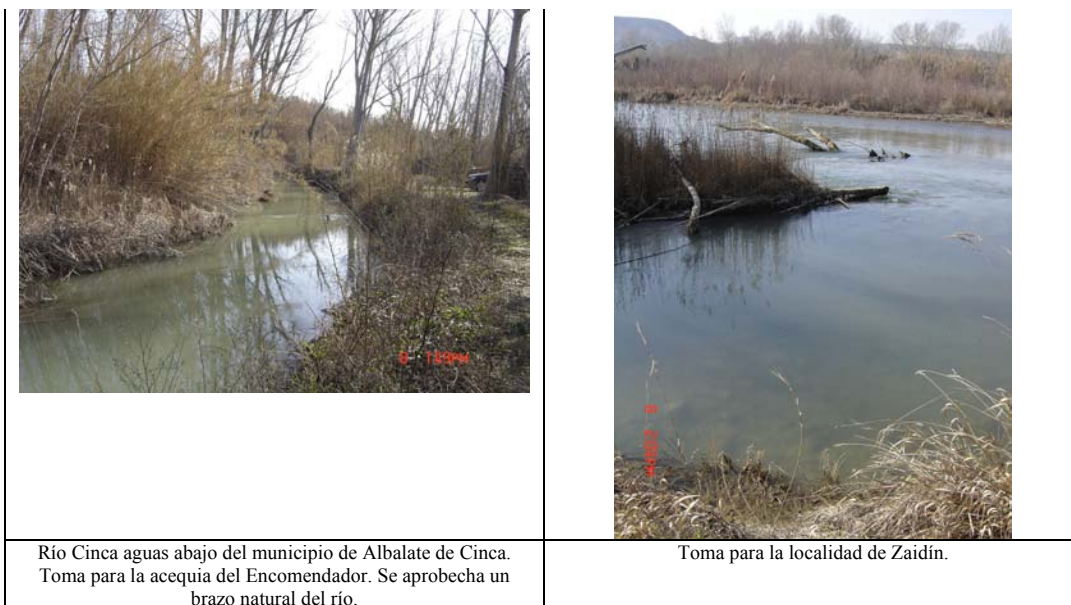 Río Cinca aguas abajo del municipio de Albalate de Cinca.
Toma para la acequia del Encomendador. Se aprobecha un
brazo natural del río.
Toma para la localidad de Zaidín.